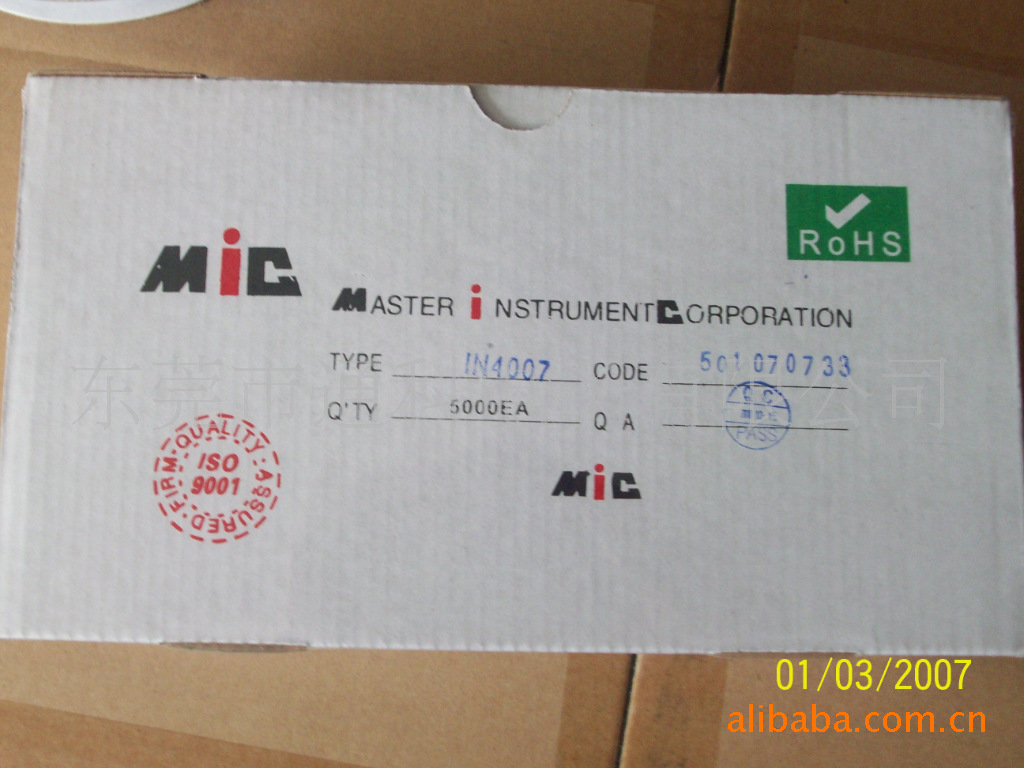 RoHS
MiC
MASTER iNSTRUMENT CORPORATION
TYPE IN4007 CODE 501070733
Q'TY 5000EA Q A
QC
PASS
FIRM·QUALITY·ASSURED
ISO
9001
MiC
01/03/2007
alibaba.com.cn